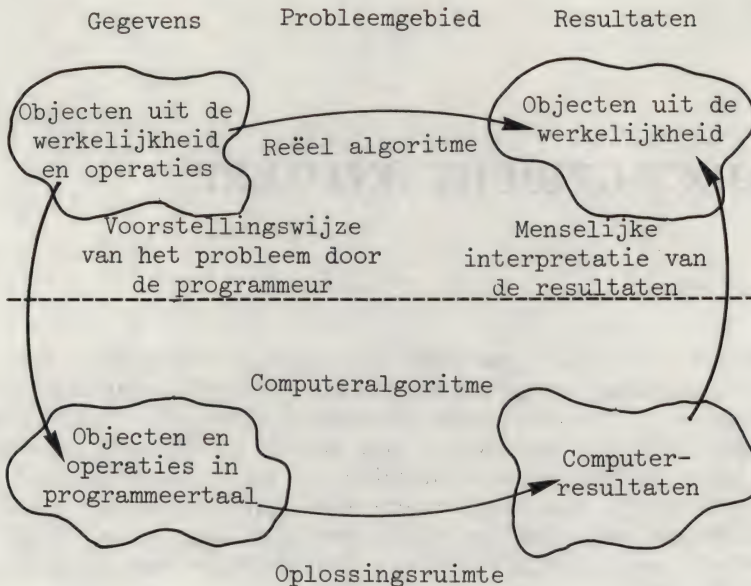 Gegevens Probleemgebied Resultaten
Objecten uit de
werkelijkheid
en operaties
Reëel algoritme
Objecten uit de
werkelijkheid
Voorstellingswijze
van het probleem door
de programmeur
Menselijke
interpretatie van
de resultaten
Computeralgoritme
Objecten en
operaties in
programmeertaal
Computer-
resultaten
Oplossingsruimte